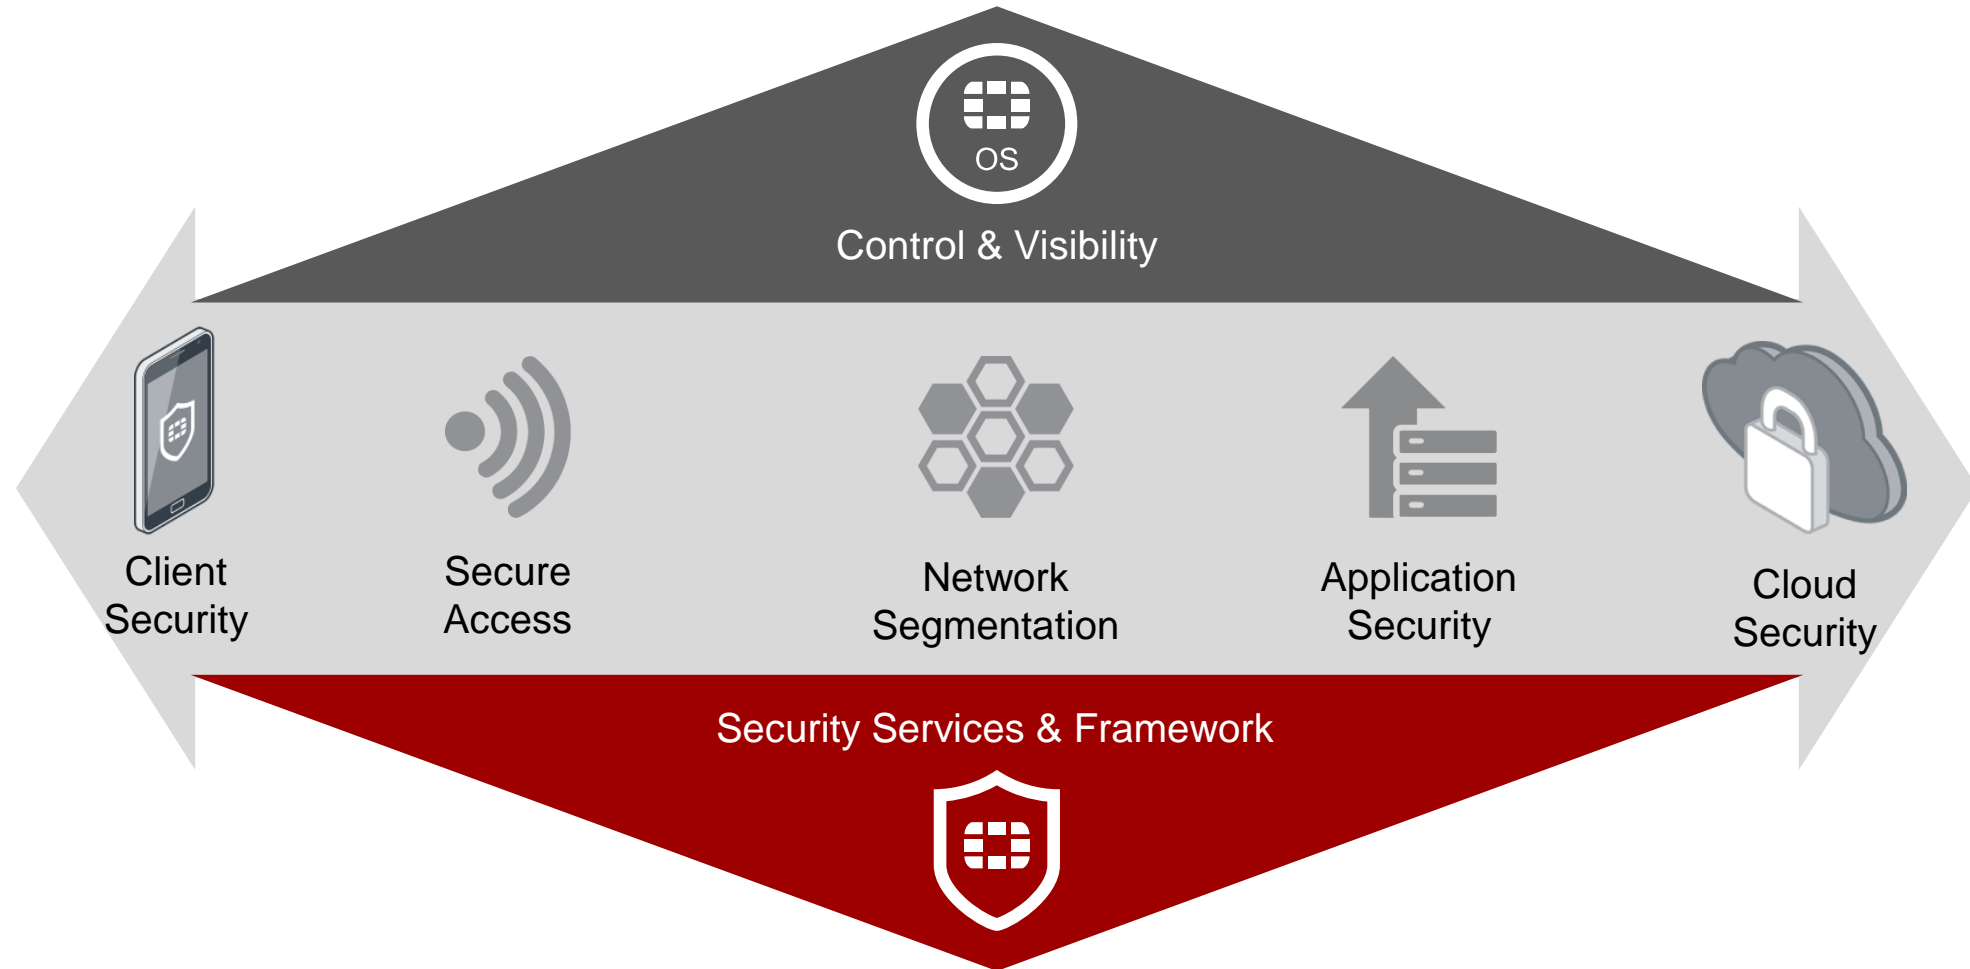 OS
Control & Visibility
Client
Security
Secure
Access
Network
Segmentation
Application
Security
Cloud
Security
Security Services & Framework